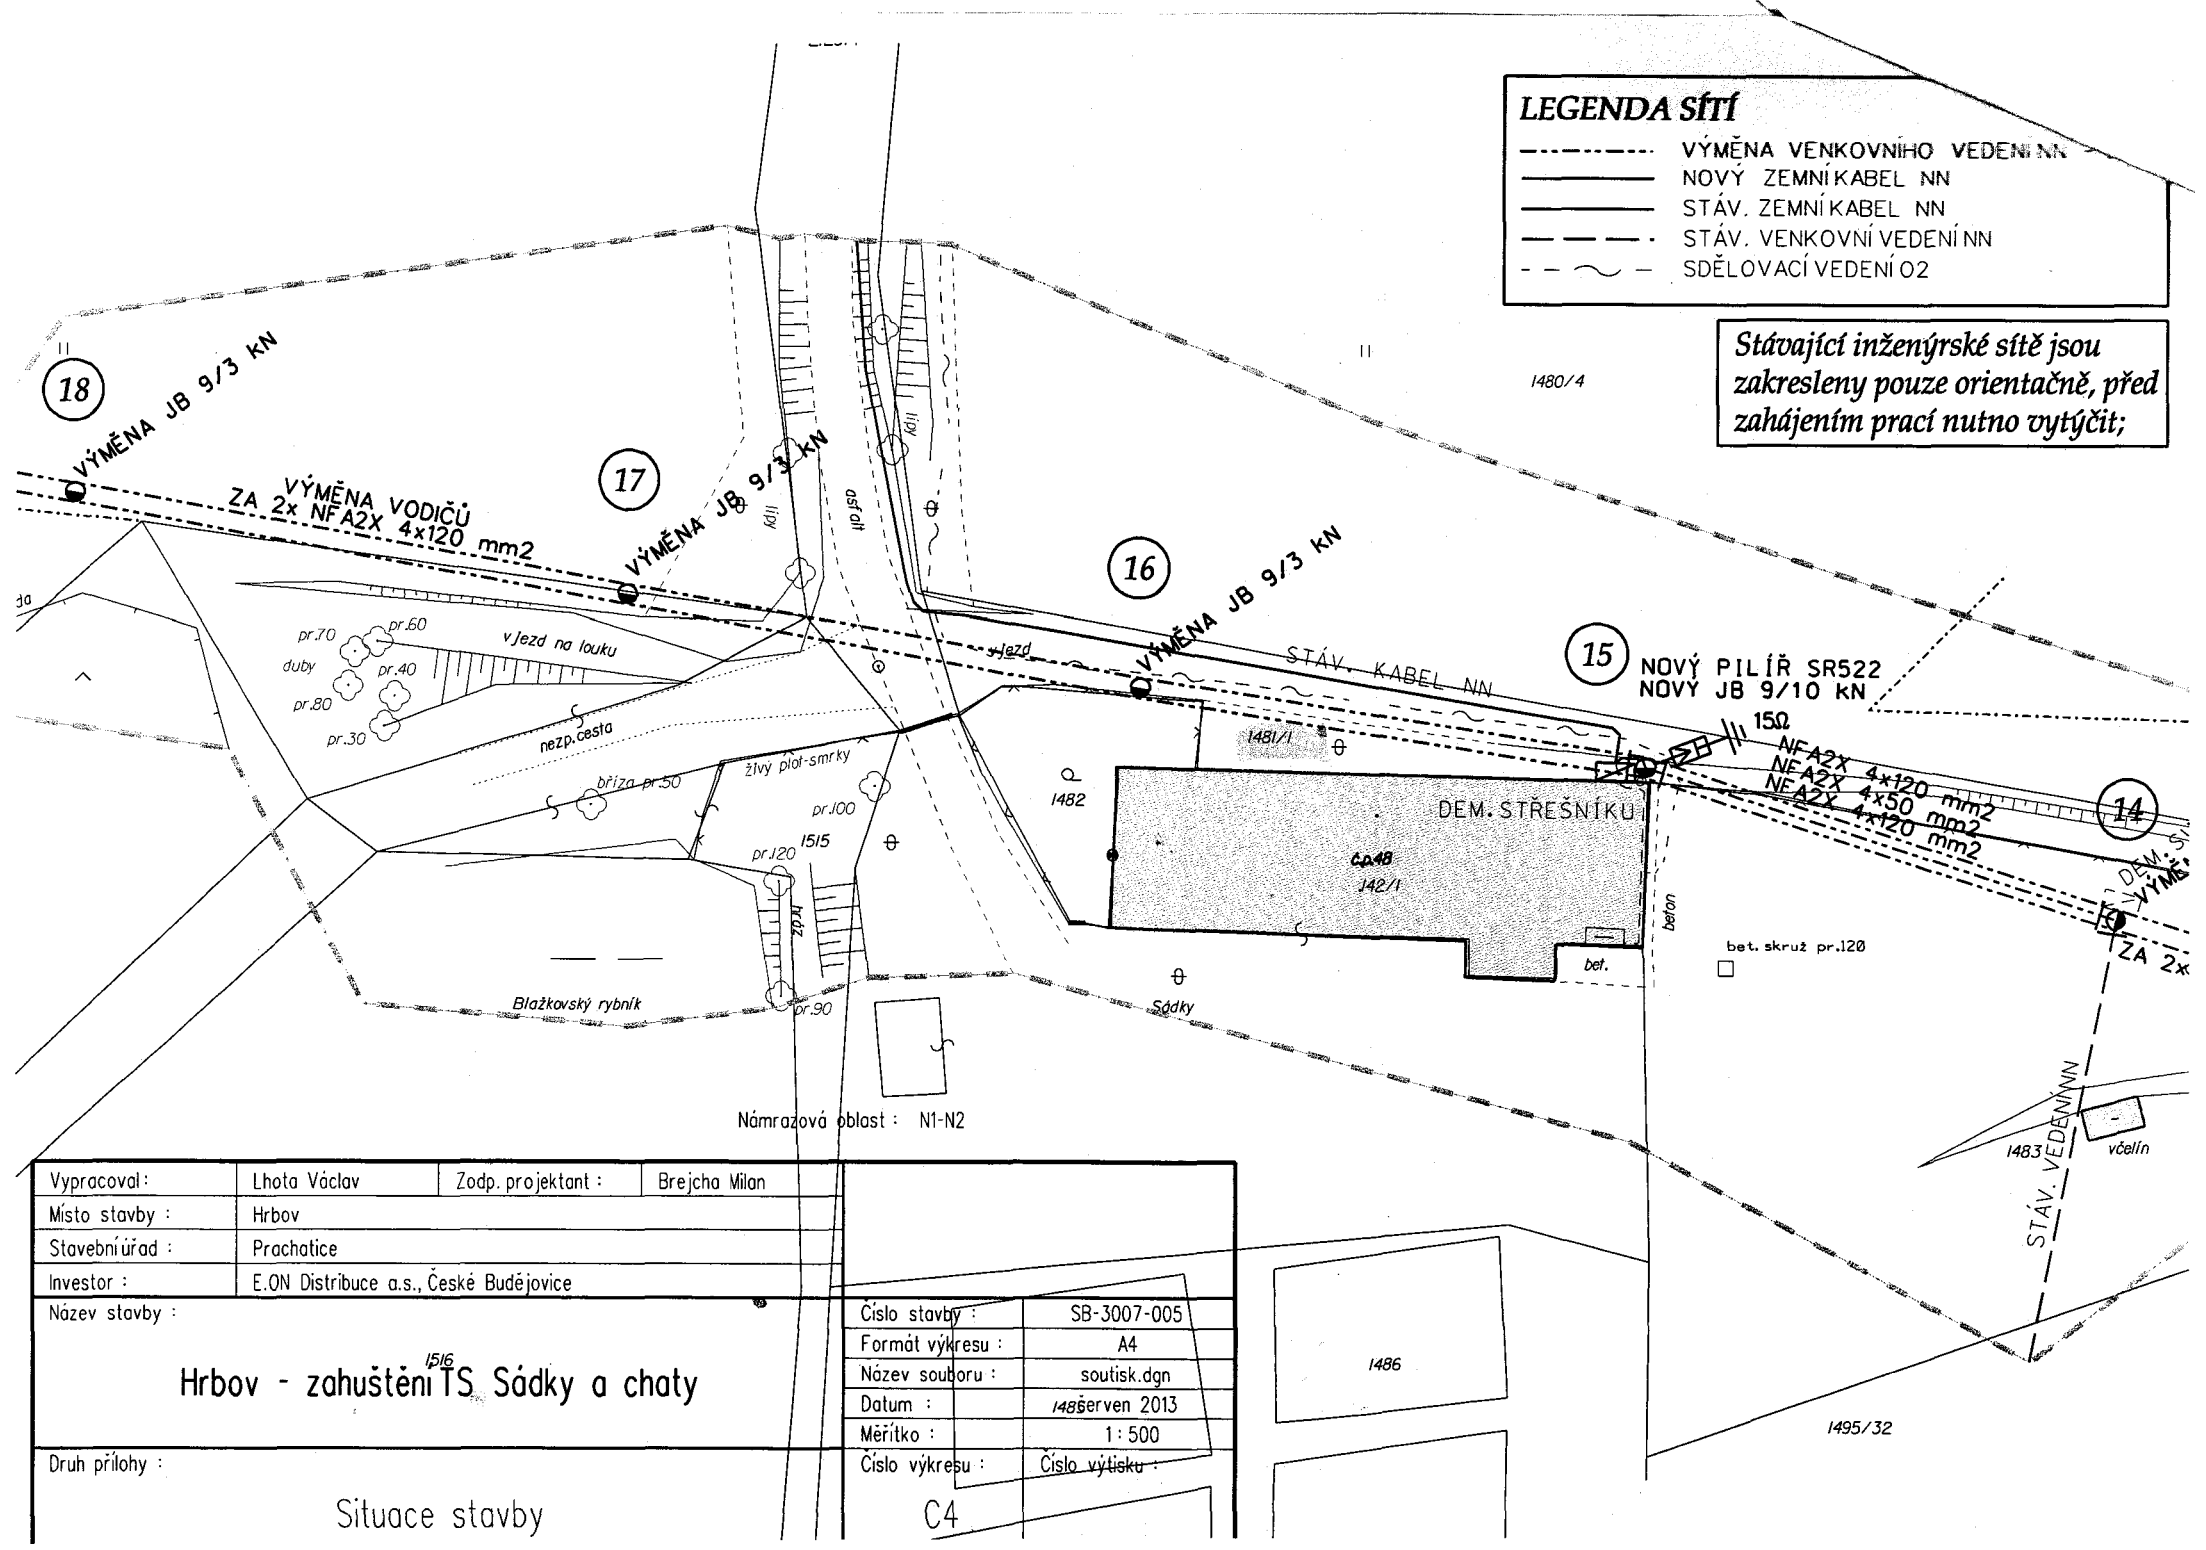 LEGENDA SÍTÍ
VÝMĚNA VENKOVNÍHO VEDENÍ NN
NOVÝ ZEMNÍ KABEL NN
STÁV. ZEMNÍ KABEL NN
STÁV. VENKOVNÍ VEDENÍ NN
SDĚLOVACÍ VEDENÍ O2
Stávající inženýrské sítě jsou
zakresleny pouze orientačně, před
zahájením prací nutno vytýčit;
1480/4
18
VÝMĚNA JB 9/3 kN
17
VÝMĚNA JB 9/3 kN
VÝMĚNA VODIČŮ
ZA 2x NFA2X 4x120 mm2
lípy
lípy
asfalt
16
VÝMĚNA JB 9/3 kN
15
NOVÝ PILÍŘ SR522
NOVÝ JB 9/10 kN
15Ω
NFA2X 4x120 mm2
NFA2X 4x50 mm2
NFA2X 4x120 mm2
14
DEM. S
VÝMĚ
ZA 2x
STÁV. KABEL NN
vjezd
pr.70
pr.60
vjezd na louku
duby
pr.40
pr.80
pr.30
nezp.cesta
živý plot-smrky
bříza pr.50
pr.100
1515
pr.120
hráz
pr.90
Blažkovský rybník
1481/1
1482
DEM. STŘEŠNÍKU
č.p.48
142/1
beton
bet.
bet. skruž pr.120
Sádky
STÁV. VEDENÍ NN
1483
včelín
Námrazová oblast : N1-N2
Vypracoval : Lhota Václav Zodp. projektant : Brejcha Milan
Místo stavby : Hrbov
Stavební úřad : Prachatice
Investor : E.ON Distribuce a.s., České Budějovice
Název stavby :
1516
Hrbov - zahuštění TS Sádky a chaty
Číslo stavby : SB-3007-005
Formát výkresu : A4
Název souboru : soutisk.dgn
Datum : červen 2013
Měřítko : 1:500
Druh přílohy :
Situace stavby
Číslo výkresu : Číslo výtisku :
C4
1486
1495/32